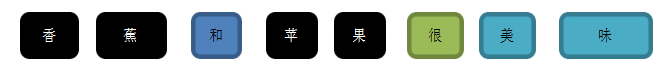 香 蕉 和 苹 果 很 美 味